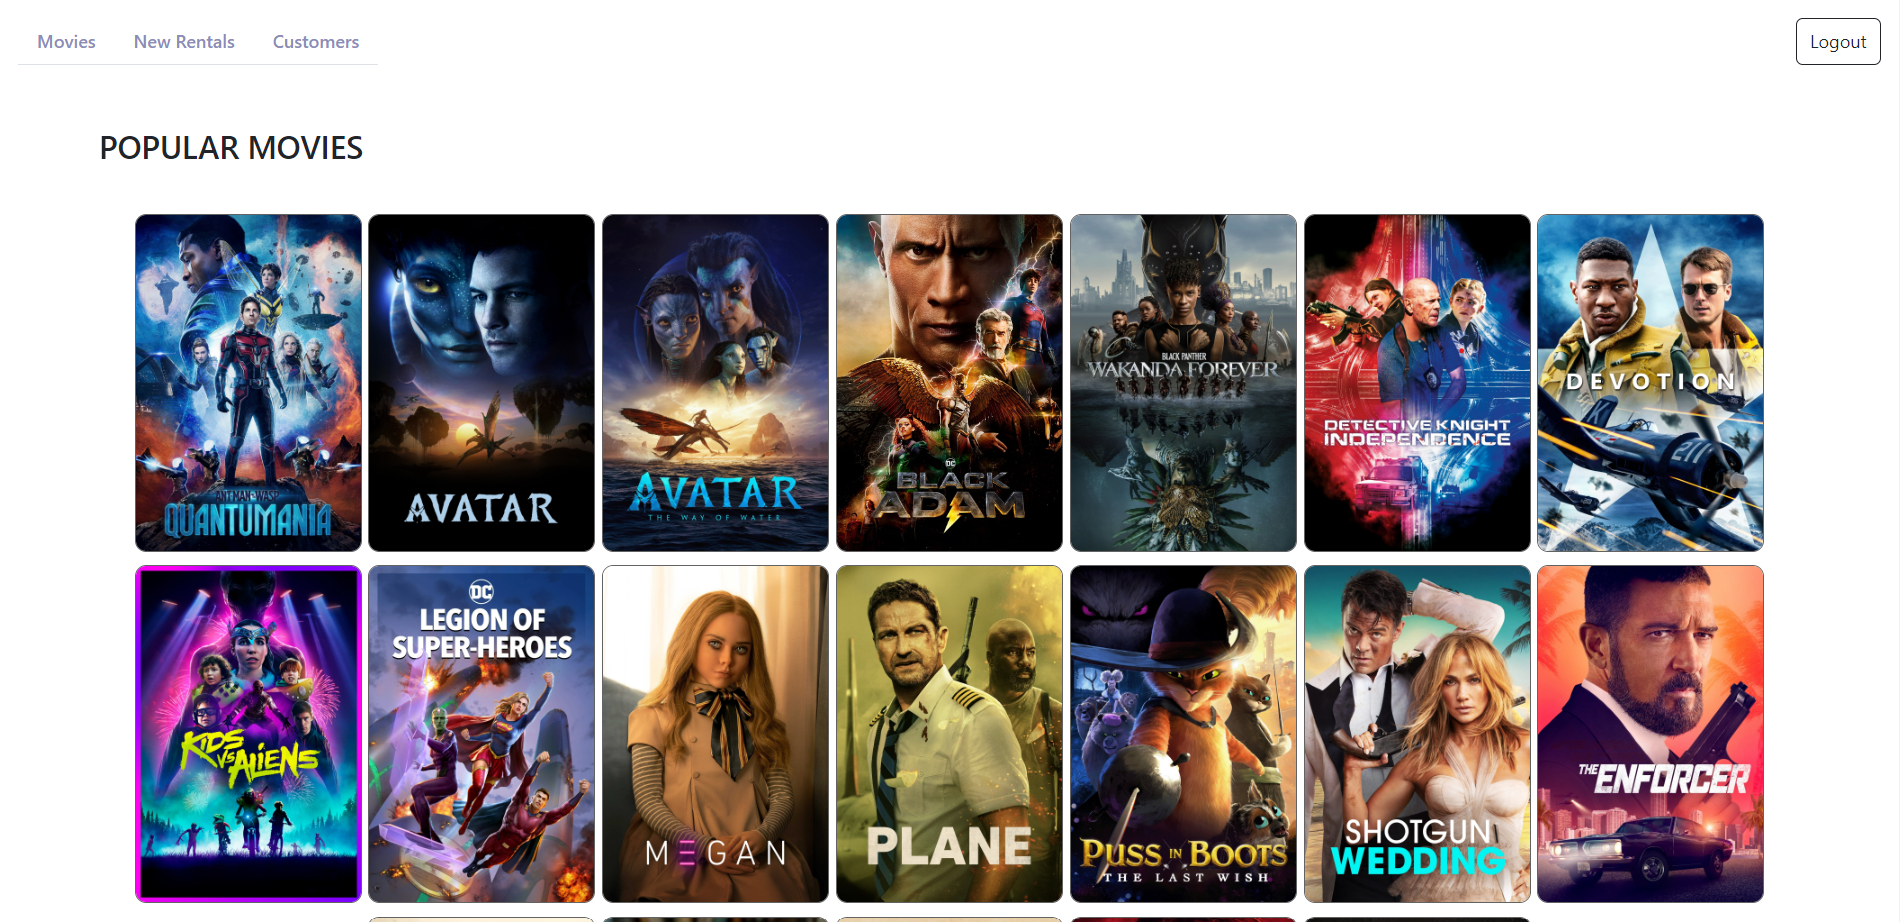 Movies
New Rentals
Customers
Logout
POPULAR MOVIES
ANT-MAN AND THE WASP
QUANTUMANIA
AVATAR
AVATAR
THE WAY OF WATER
DC
BLACK
ADAM
BLACK PANTHER
WAKANDA FOREVER
DETECTIVE KNIGHT
INDEPENDENCE
DEVOTION
KIDS
VS ALIENS
DC
LEGION OF
SUPER-HEROES
M3GAN
PLANE
PUSS IN BOOTS
THE LAST WISH
SHOTGUN
WEDDING
THE ENFORCER